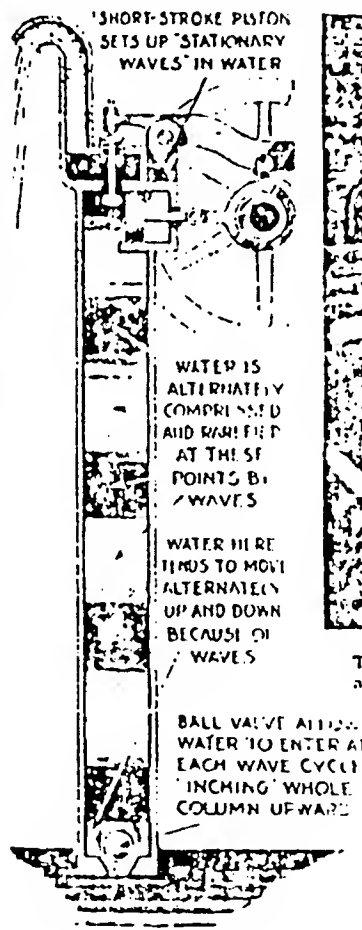 "SHORT-STROKE PISTON
SETS UP "STATIONARY
WAVES" IN WATER
WATER IS
ALTERNATELY
COMPRESSED
AND RAREFIED
AT THESE
POINTS BY
WAVES
WATER HERE
TENDS TO MOVE
ALTERNATELY
UP AND DOWN
BECAUSE OF
WAVES
BALL VALVE ALLOWS
WATER TO ENTER AT
EACH WAVE CYCLE
"INCHING" WHOLE
COLUMN UPWARD